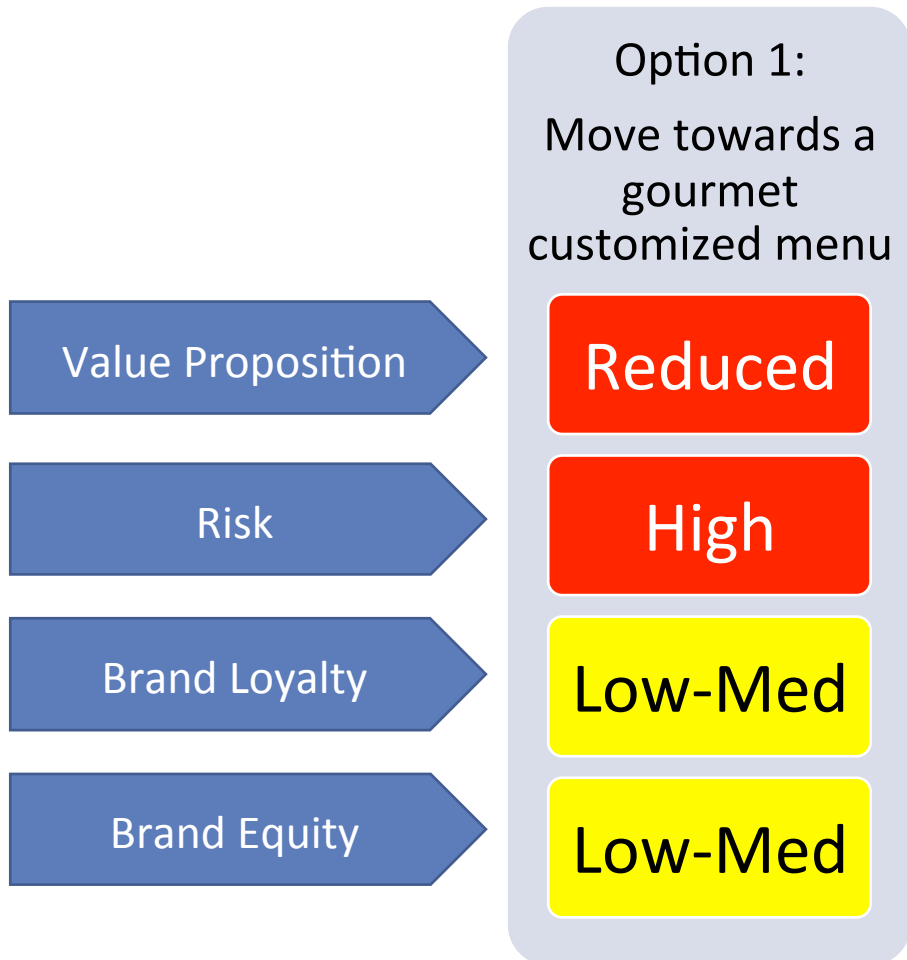 Option 1:
Move towards a
gourmet
customized menu
Value Proposition
Reduced
Risk
High
Brand Loyalty
Low-Med
Brand Equity
Low-Med